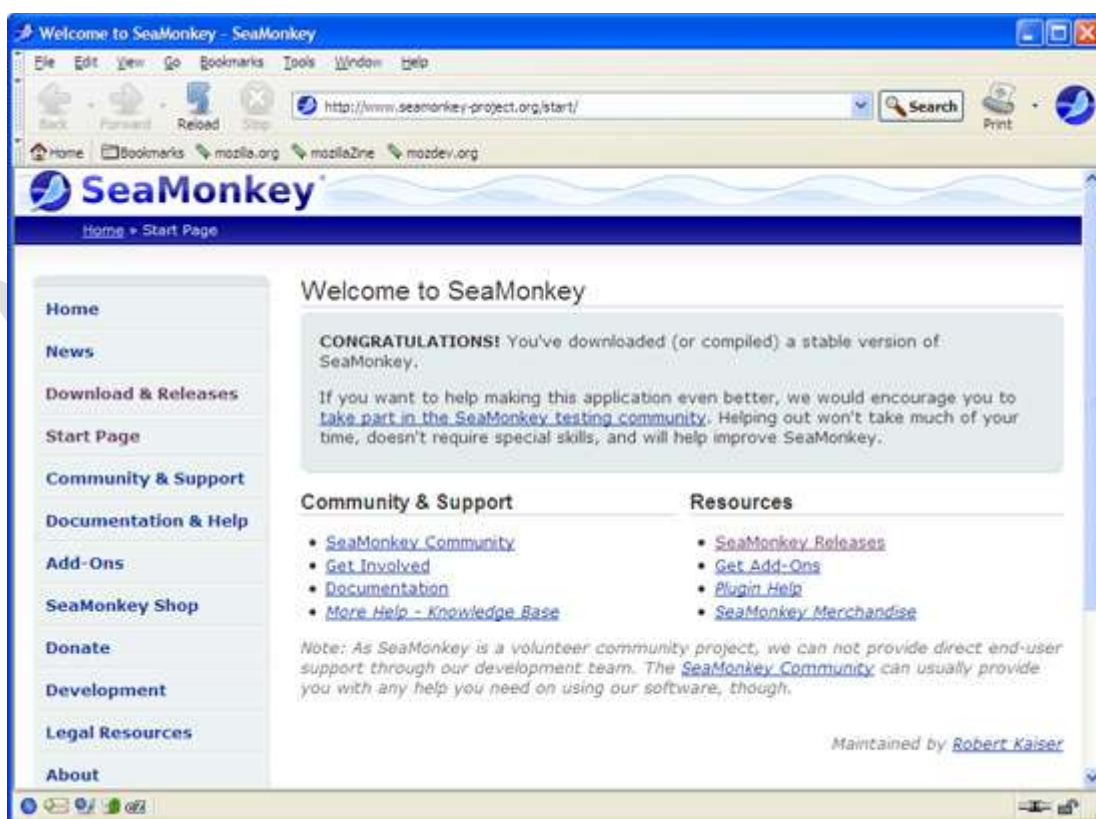 Welcome to SeaMonkey - SeaMonkey
File Edit View Go Bookmarks Tools Window Help
Back Forward Reload Stop http://www.seamonkey-project.org/start/ Search Print
Home Bookmarks mozilla.org mozillaZine mozdev.org
SeaMonkey
Home » Start Page
Home
News
Download & Releases
Start Page
Community & Support
Documentation & Help
Add-Ons
SeaMonkey Shop
Donate
Development
Legal Resources
About
Welcome to SeaMonkey
CONGRATULATIONS! You've downloaded (or compiled) a stable version of
SeaMonkey.
If you want to help making this application even better, we would encourage you to
take part in the SeaMonkey testing community. Helping out won't take much of your
time, doesn't require special skills, and will help improve SeaMonkey.
Community & Support
• SeaMonkey Community
• Get Involved
• Documentation
• More Help - Knowledge Base
Resources
• SeaMonkey Releases
• Get Add-Ons
• Plugin Help
• SeaMonkey Merchandise
Note: As SeaMonkey is a volunteer community project, we can not provide direct end-user
support through our development team. The SeaMonkey Community can usually provide
you with any help you need on using our software, though.
Maintained by Robert Kaiser